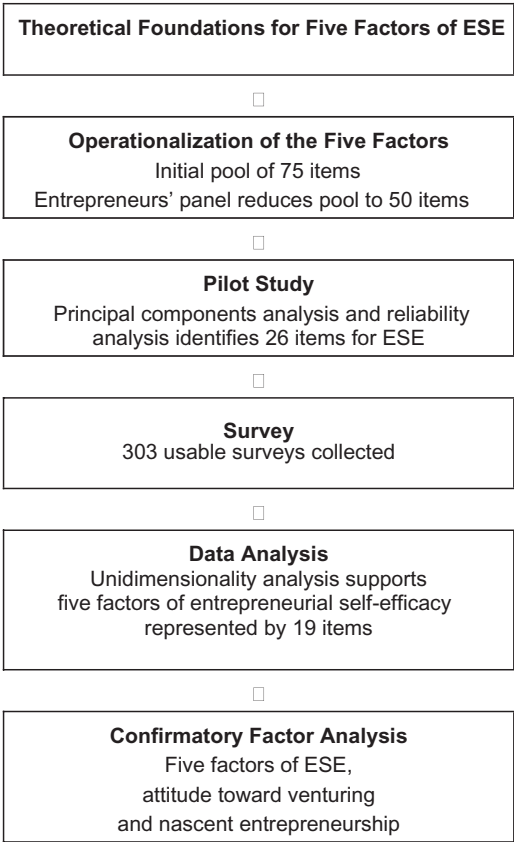 Theoretical Foundations for Five Factors of ESE
Operationalization of the Five Factors
Initial pool of 75 items
Entrepreneurs’ panel reduces pool to 50 items
Pilot Study
Principal components analysis and reliability
analysis identifies 26 items for ESE
Survey
303 usable surveys collected
Data Analysis
Unidimensionality analysis supports
five factors of entrepreneurial self-efficacy
represented by 19 items
Confirmatory Factor Analysis
Five factors of ESE,
attitude toward venturing
and nascent entrepreneurship